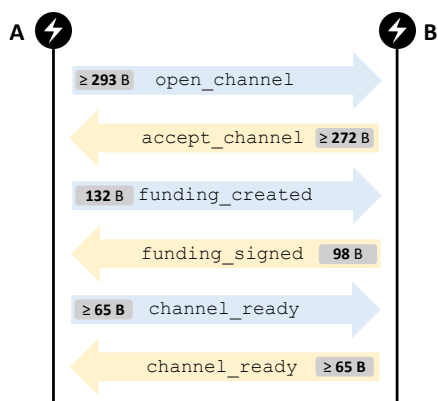 A B
≥ 293 B open_channel
accept_channel ≥ 272 B
132 B funding_created
funding_signed 98 B
≥ 65 B channel_ready
channel_ready ≥ 65 B